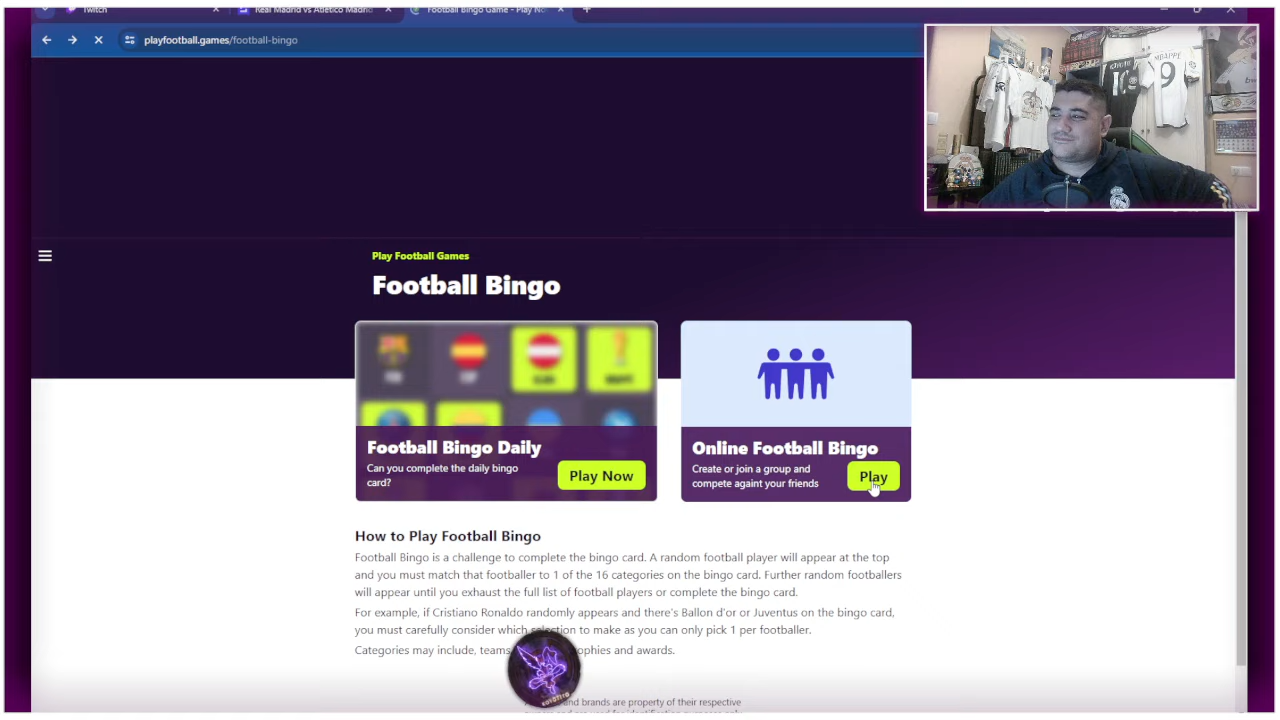 Twitch
Real Madrid vs Atletico Madrid
Football Bingo Game - Play No
playfootball.games/football-bingo
MBAPPE
9
10
Play Football Games
Football Bingo
Football Bingo Daily
Can you complete the daily bingo
card?
Play Now
Online Football Bingo
Create or join a group and
compete againt your friends
Play
How to Play Football Bingo
Football Bingo is a challenge to complete the bingo card. A random football player will appear at the top
and you must match that footballer to 1 of the 16 categories on the bingo card. Further random footballers
will appear until you exhaust the full list of football players or complete the bingo card.
For example, if Cristiano Ronaldo randomly appears and there's Ballon d'or or Juventus on the bingo card,
you must carefully consider which selection to make as you can only pick 1 per footballer.
Categories may include, teams ophies and awards.
and brands are property of their respective